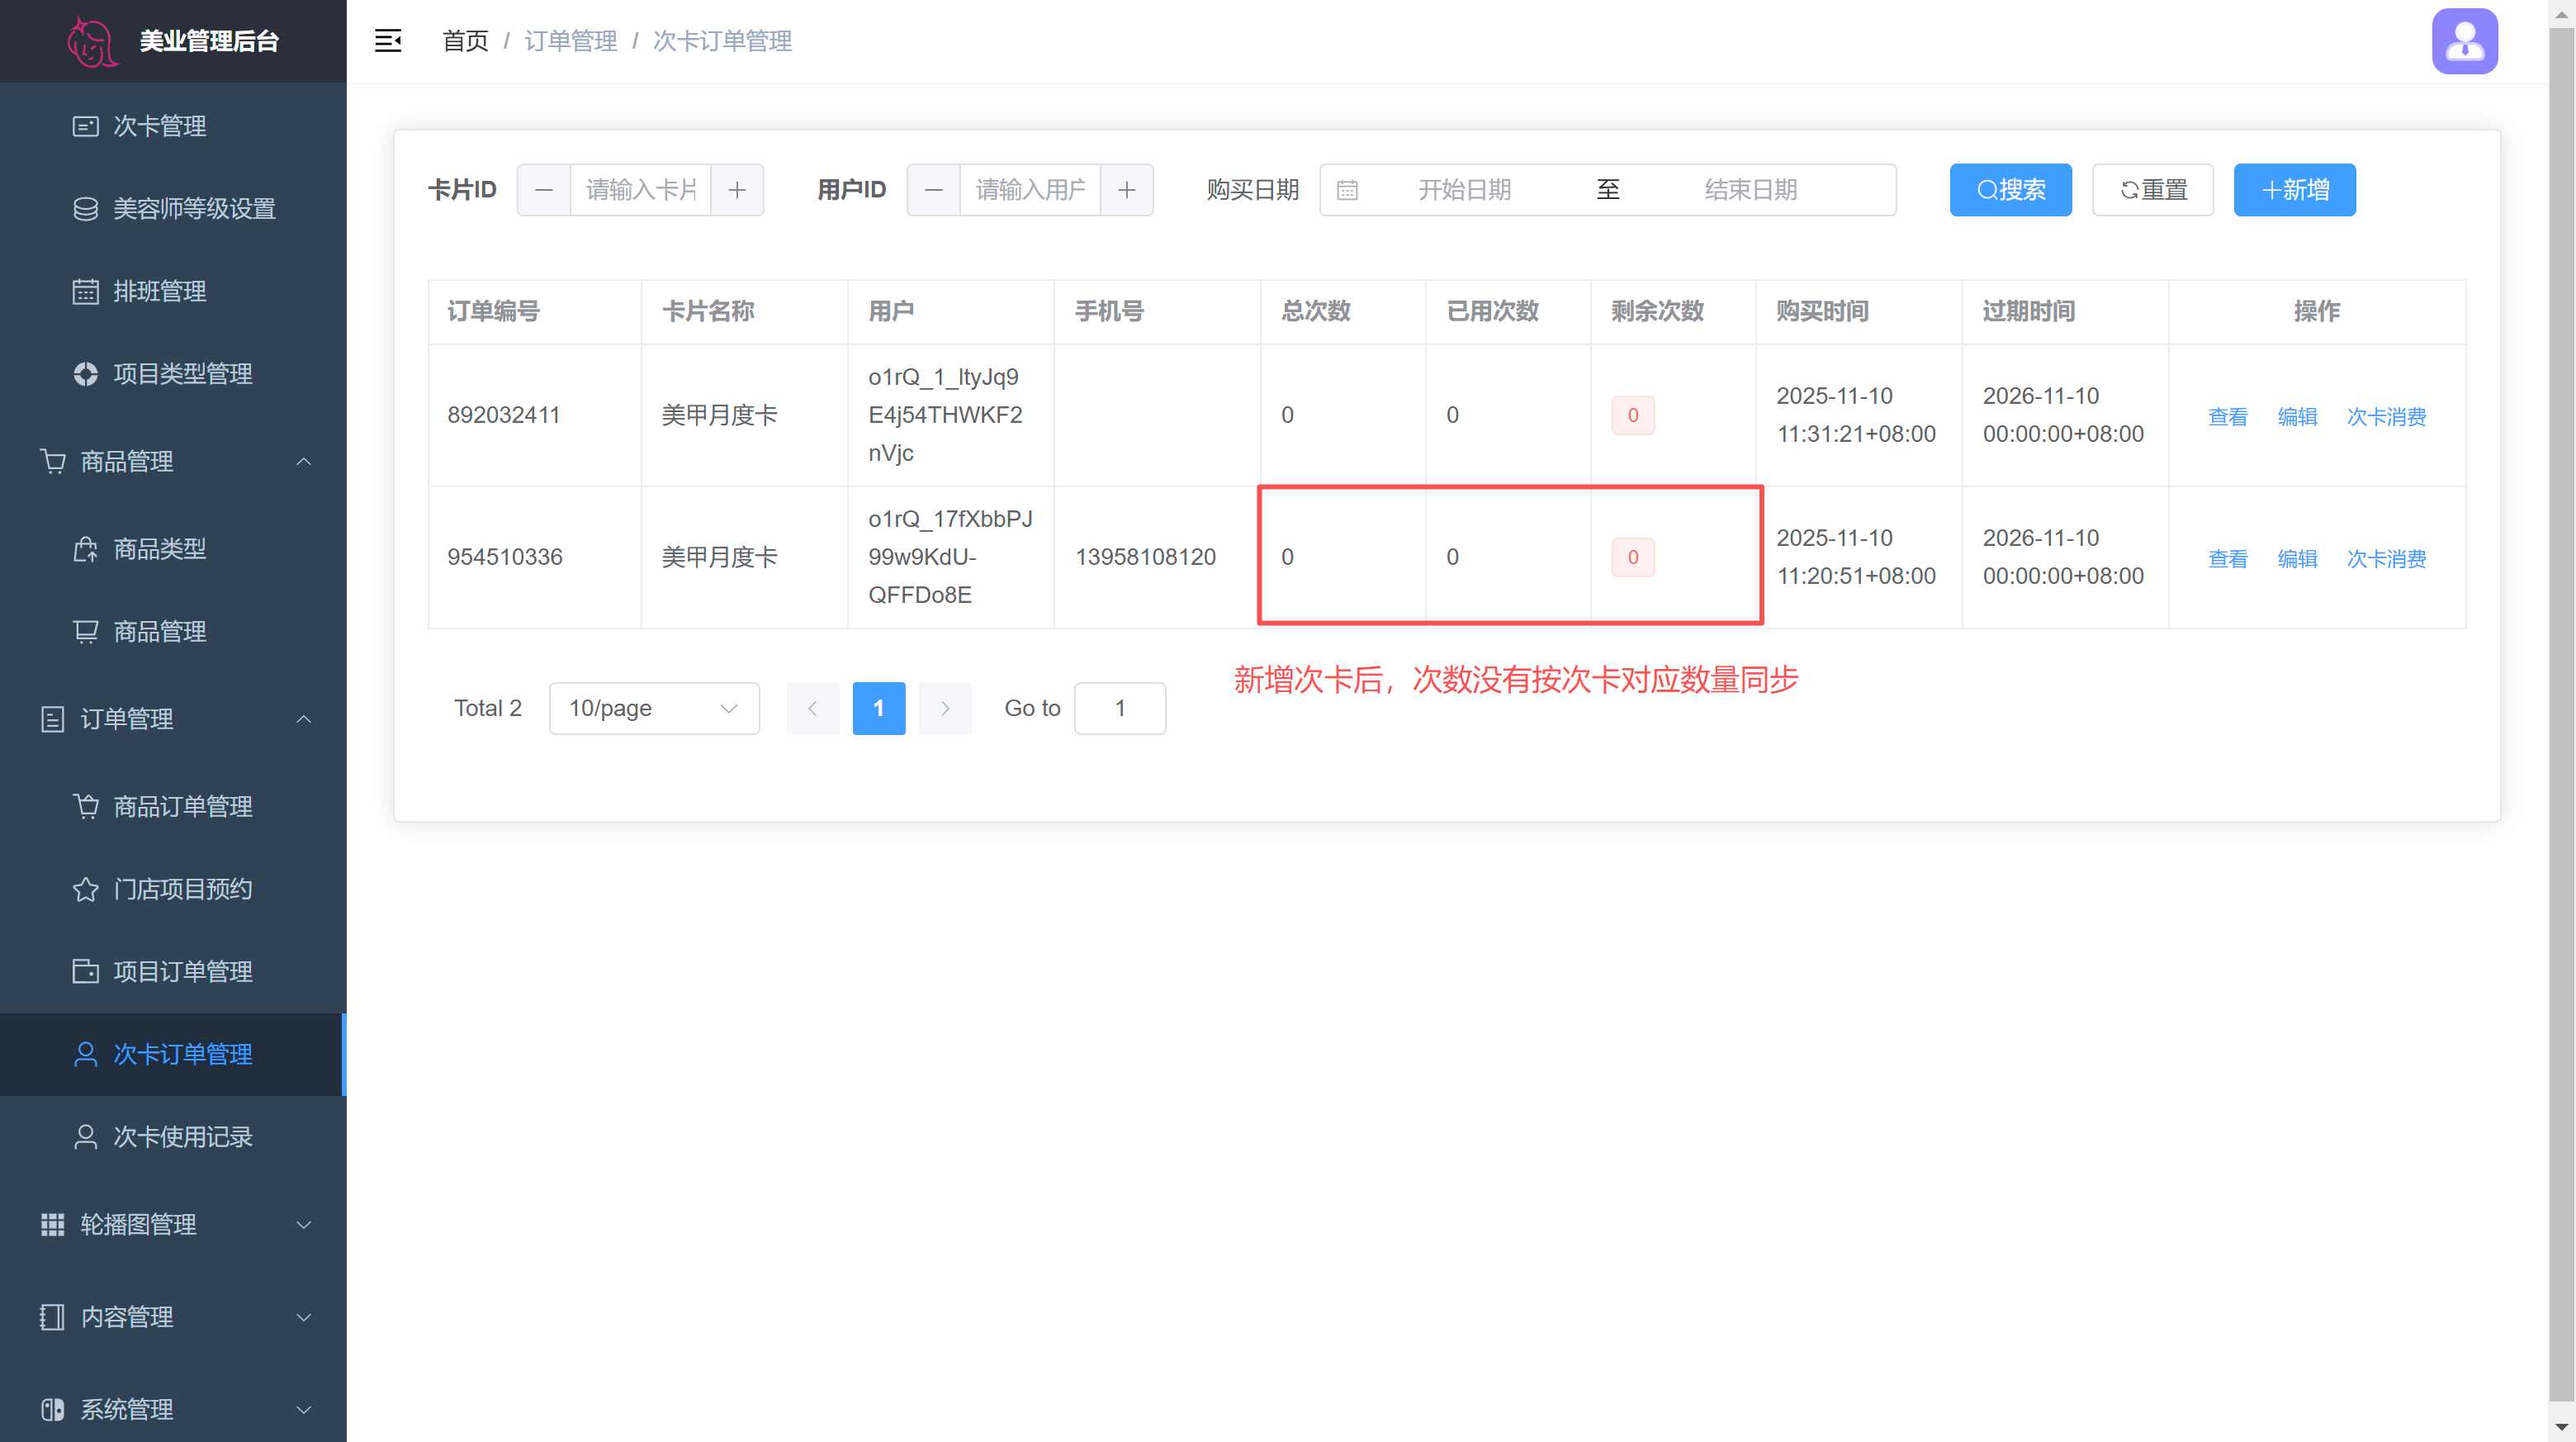 美业管理后台
首页 / 订单管理 / 次卡订单管理
次卡管理
美容师等级设置
排班管理
项目类型管理
商品管理
商品类型
商品管理
订单管理
商品订单管理
门店项目预约
项目订单管理
次卡订单管理
次卡使用记录
轮播图管理
内容管理
系统管理
卡片ID 请输入卡片 用户ID 请输入用户 购买日期 开始日期 至 结束日期 搜索 重置 新增
订单编号 卡片名称 用户 手机号 总次数 已用次数 剩余次数 购买时间 过期时间 操作
892032411 美甲月度卡 o1rQ_1_ltyJq9
E4j54THWKF2
nVjc 0 0 0 2025-11-10
11:31:21+08:00 2026-11-10
00:00:00+08:00 查看 编辑 次卡消费
954510336 美甲月度卡 o1rQ_17fXbbPJ
99w9KdU-
QFFDo8E 13958108120 0 0 0 2025-11-10
11:20:51+08:00 2026-11-10
00:00:00+08:00 查看 编辑 次卡消费
新增次卡后，次数没有按次卡对应数量同步
Total 2 10/page 1 Go to 1